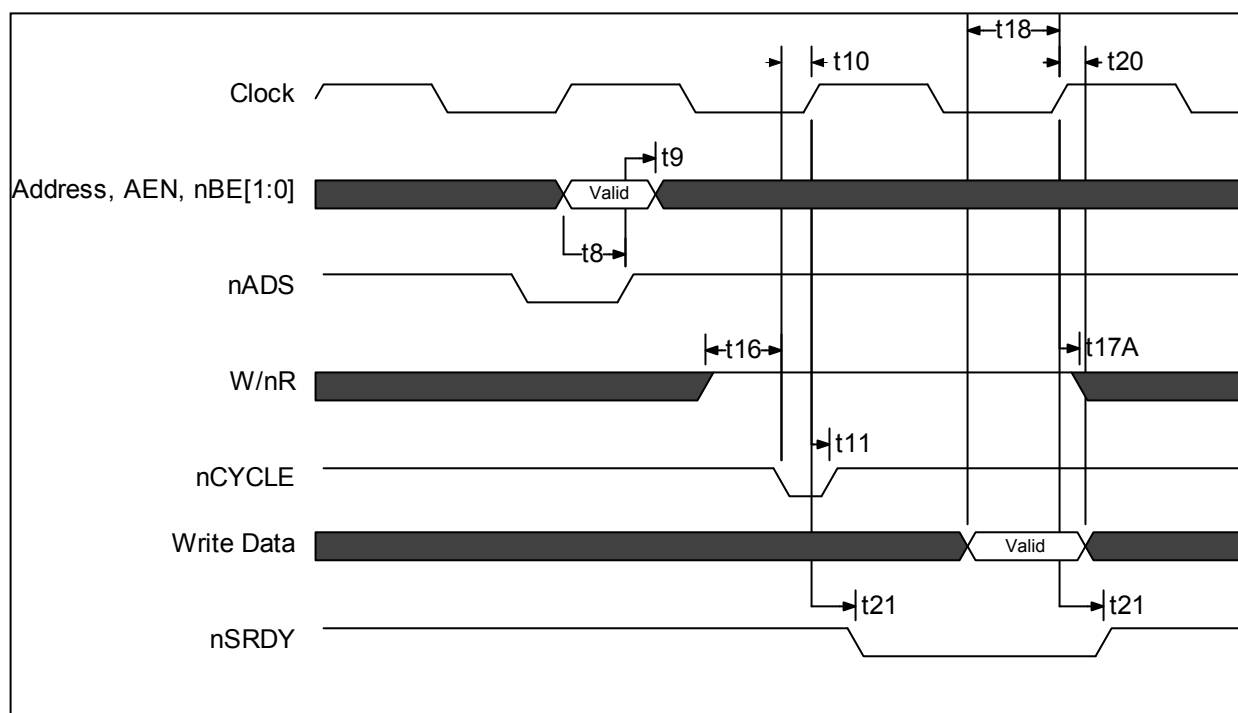 t18
t10
t20
Clock
t9
Address, AEN, nBE[1:0]
Valid
t8
nADS
t16
t17A
W/nR
t11
nCYCLE
Write Data
Valid
t21
t21
nSRDY